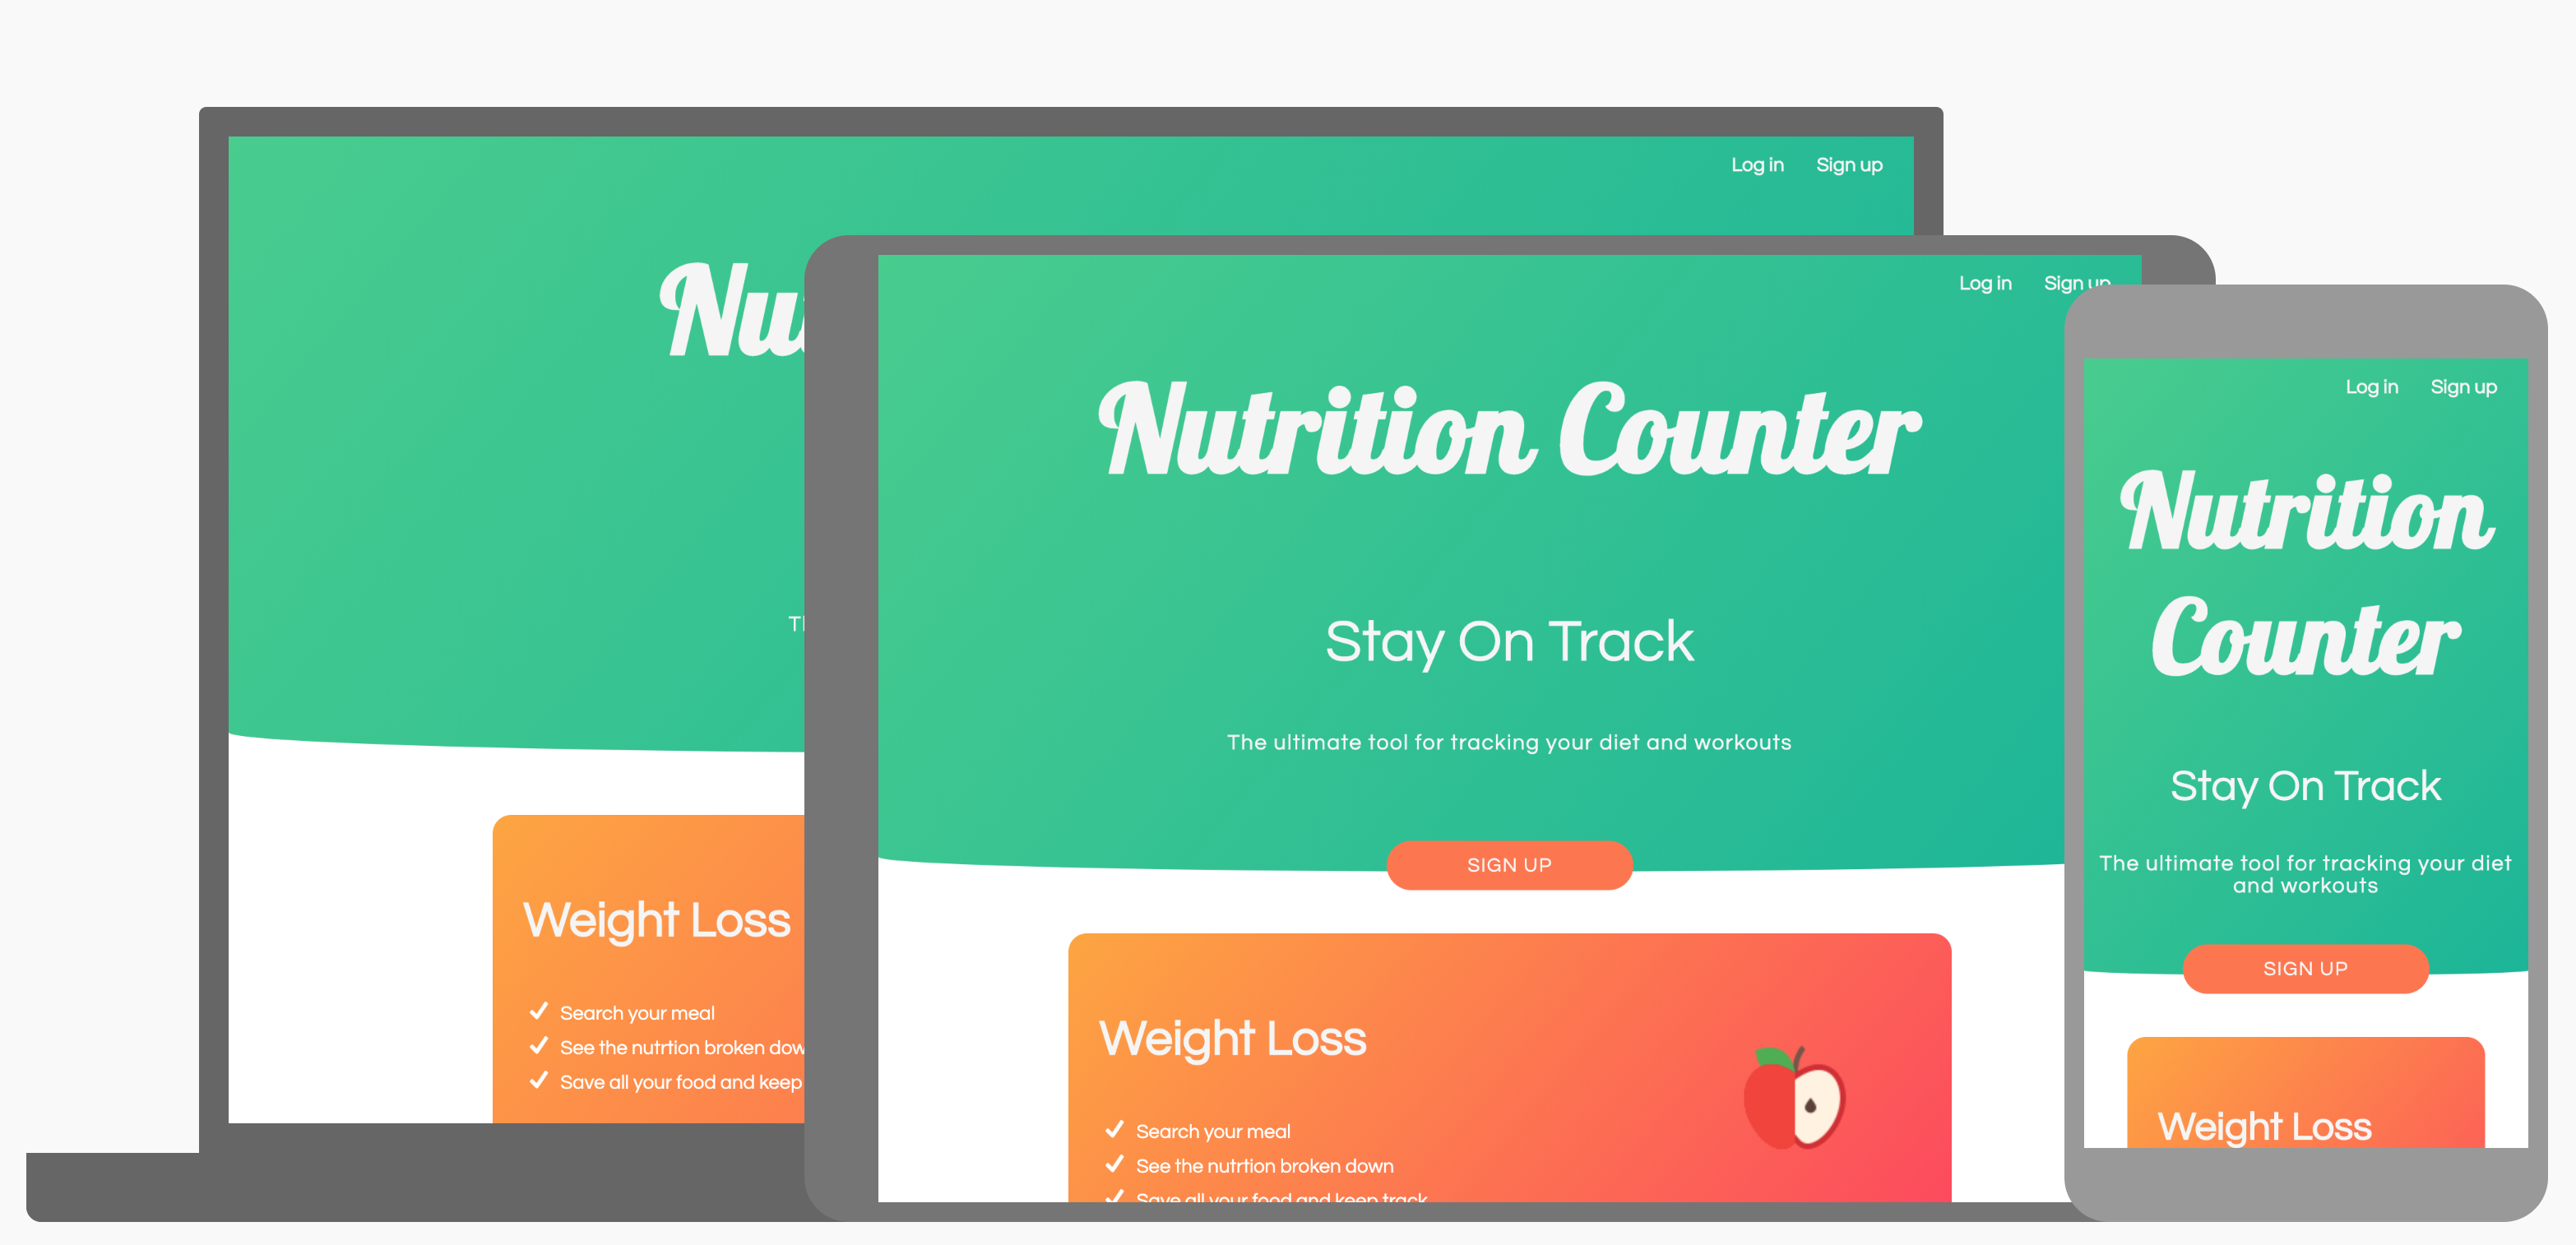 Log in Sign up
Nu
Weight Loss
Search your meal
See the nutrtion broken dow
Save all your food and keep
Log in Sign up
Nutrition Counter
Stay On Track
The ultimate tool for tracking your diet and workouts
SIGN UP
Weight Loss
Search your meal
See the nutrtion broken down
Save all your food and keep track
Log in Sign up
Nutrition
Counter
Stay On Track
The ultimate tool for tracking your diet
and workouts
SIGN UP
Weight Loss